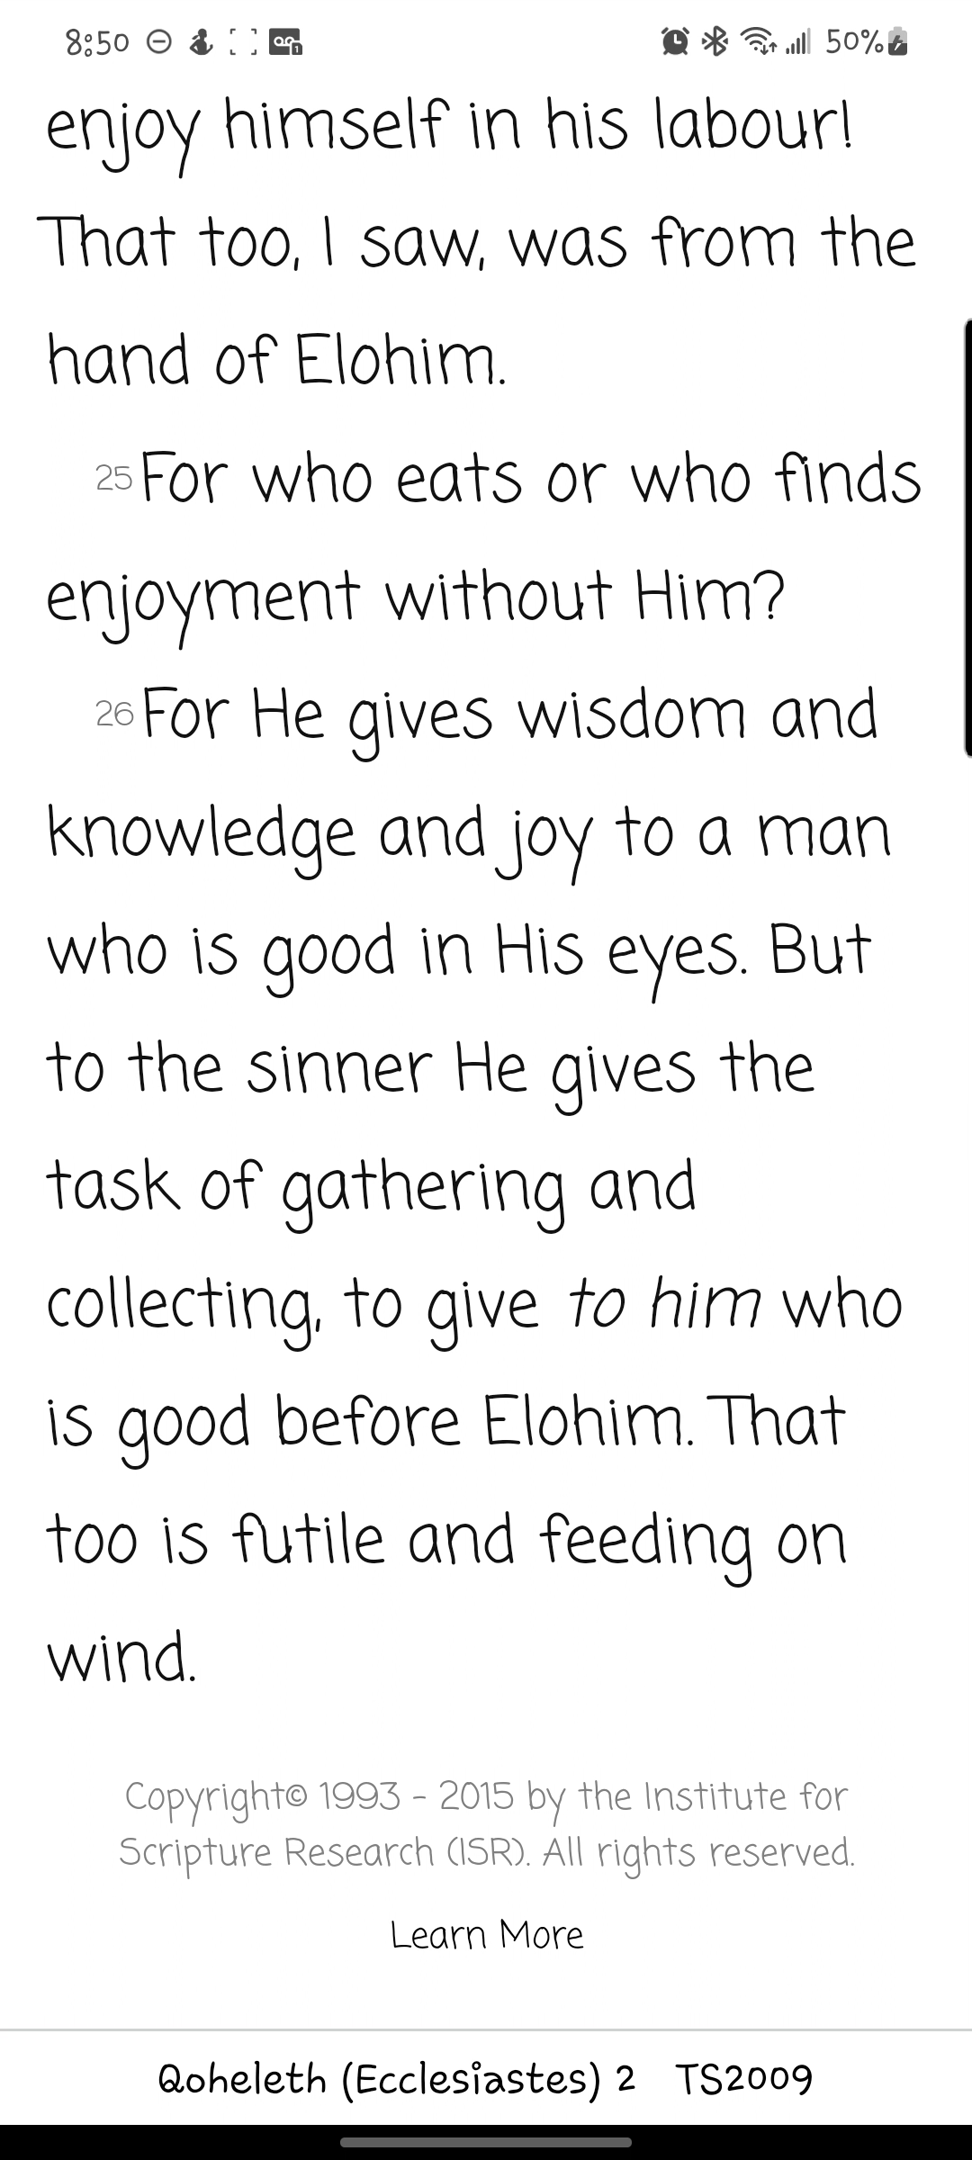 8:50 50%
enjoy himself in his labour!
That too, I saw, was from the
hand of Elohim.
25 For who eats or who finds
enjoyment without Him?
26 For He gives wisdom and
knowledge and joy to a man
who is good in His eyes. But
to the sinner He gives the
task of gathering and
collecting, to give to him who
is good before Elohim. That
too is futile and feeding on
wind.
Copyright© 1993 - 2015 by the Institute for
Scripture Research (ISR). All rights reserved.
Learn More
Qoheleth (Ecclesiastes) 2 TS2009